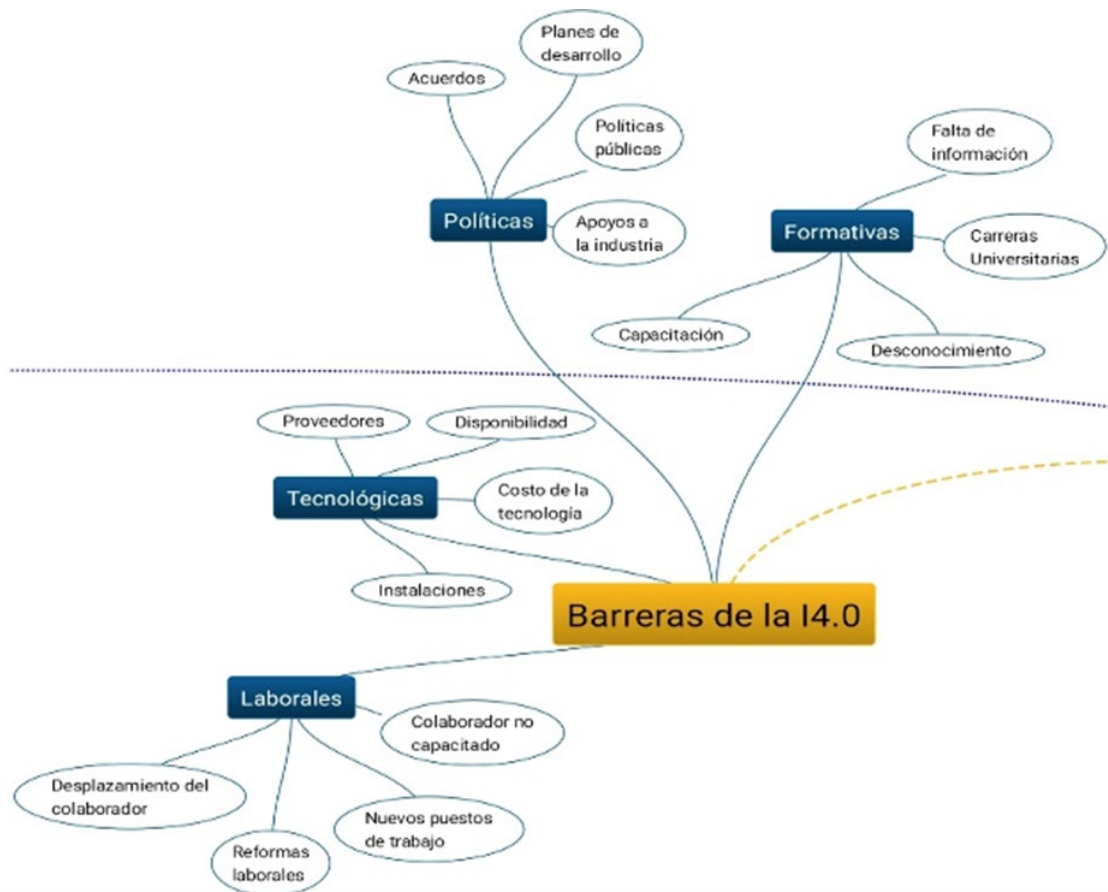 Planes de
desarrollo
Acuerdos
Políticas
públicas
Políticas
Apoyos a
la industria
Falta de
información
Formativas
Carreras
Universitarias
Capacitación
Desconocimiento
Proveedores
Disponibilidad
Tecnológicas
Costo de la
tecnología
Instalaciones
Barreras de la I4.0
Laborales
Colaborador no
capacitado
Desplazamiento del
colaborador
Nuevos puestos
de trabajo
Reformas
laborales